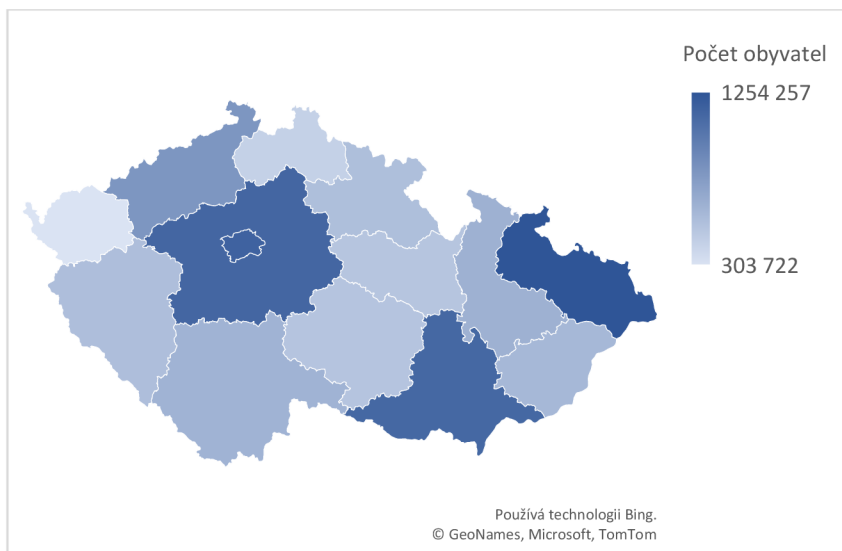 Počet obyvatel
1254 257
303 722
Používá technologii Bing.
© GeoNames, Microsoft, TomTom